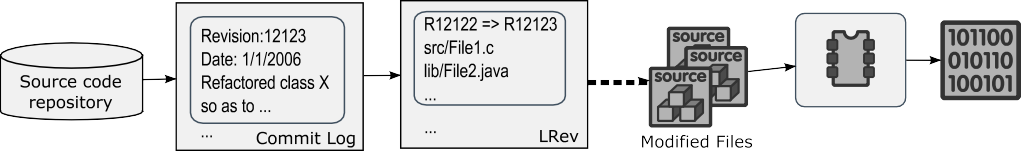 Source code
repository
Revision:12123
Date: 1/1/2006
Refactored class X
so as to ...
...
Commit Log
R12122 => R12123
src/File1.c
lib/File2.java
...
...
LRev
source
source
source
Modified Files
101100
010110
100101